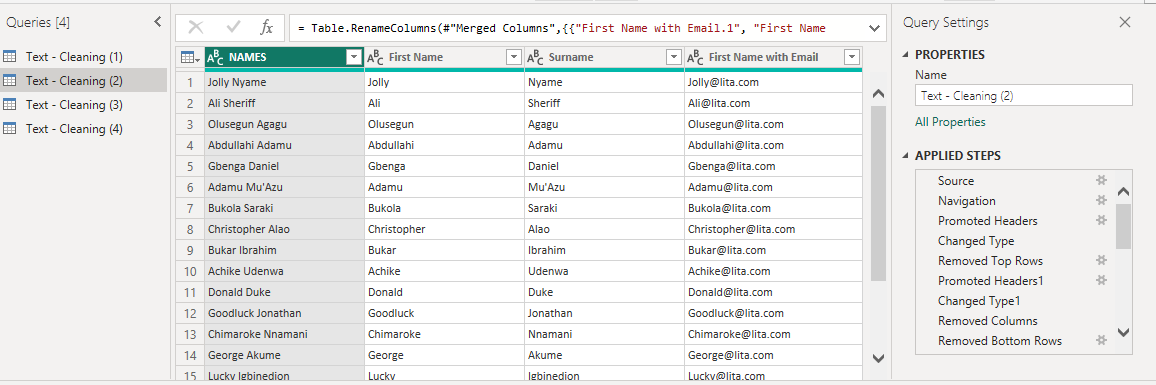 Queries [4]
Text - Cleaning (1)
Text - Cleaning (2)
Text - Cleaning (3)
Text - Cleaning (4)
fx
= Table.RenameColumns(#"Merged Columns",{{"First Name with Email.1", "First Name
ABC NAMES ABC First Name ABC Surname ABC First Name with Email
1 Jolly Nyame Jolly Nyame Jolly@lita.com
2 Ali Sheriff Ali Sheriff Ali@lita.com
3 Olusegun Agagu Olusegun Agagu Olusegun@lita.com
4 Abdullahi Adamu Abdullahi Adamu Abdullahi@lita.com
5 Gbenga Daniel Gbenga Daniel Gbenga@lita.com
6 Adamu Mu'Azu Adamu Mu'Azu Adamu@lita.com
7 Bukola Saraki Bukola Saraki Bukola@lita.com
8 Christopher Alao Christopher Alao Christopher@lita.com
9 Bukar Ibrahim Bukar Ibrahim Bukar@lita.com
10 Achike Udenwa Achike Udenwa Achike@lita.com
11 Donald Duke Donald Duke Donald@lita.com
12 Goodluck Jonathan Goodluck Jonathan Goodluck@lita.com
13 Chimaroke Nnamani Chimaroke Nnamani Chimaroke@lita.com
14 George Akume George Akume George@lita.com
15 Lucky Igbinedion Lucky Igbinedion Lucky@lita.com
Query Settings
PROPERTIES
Name
Text - Cleaning (2)
All Properties
APPLIED STEPS
Source
Navigation
Promoted Headers
Changed Type
Removed Top Rows
Promoted Headers1
Changed Type1
Removed Columns
Removed Bottom Rows